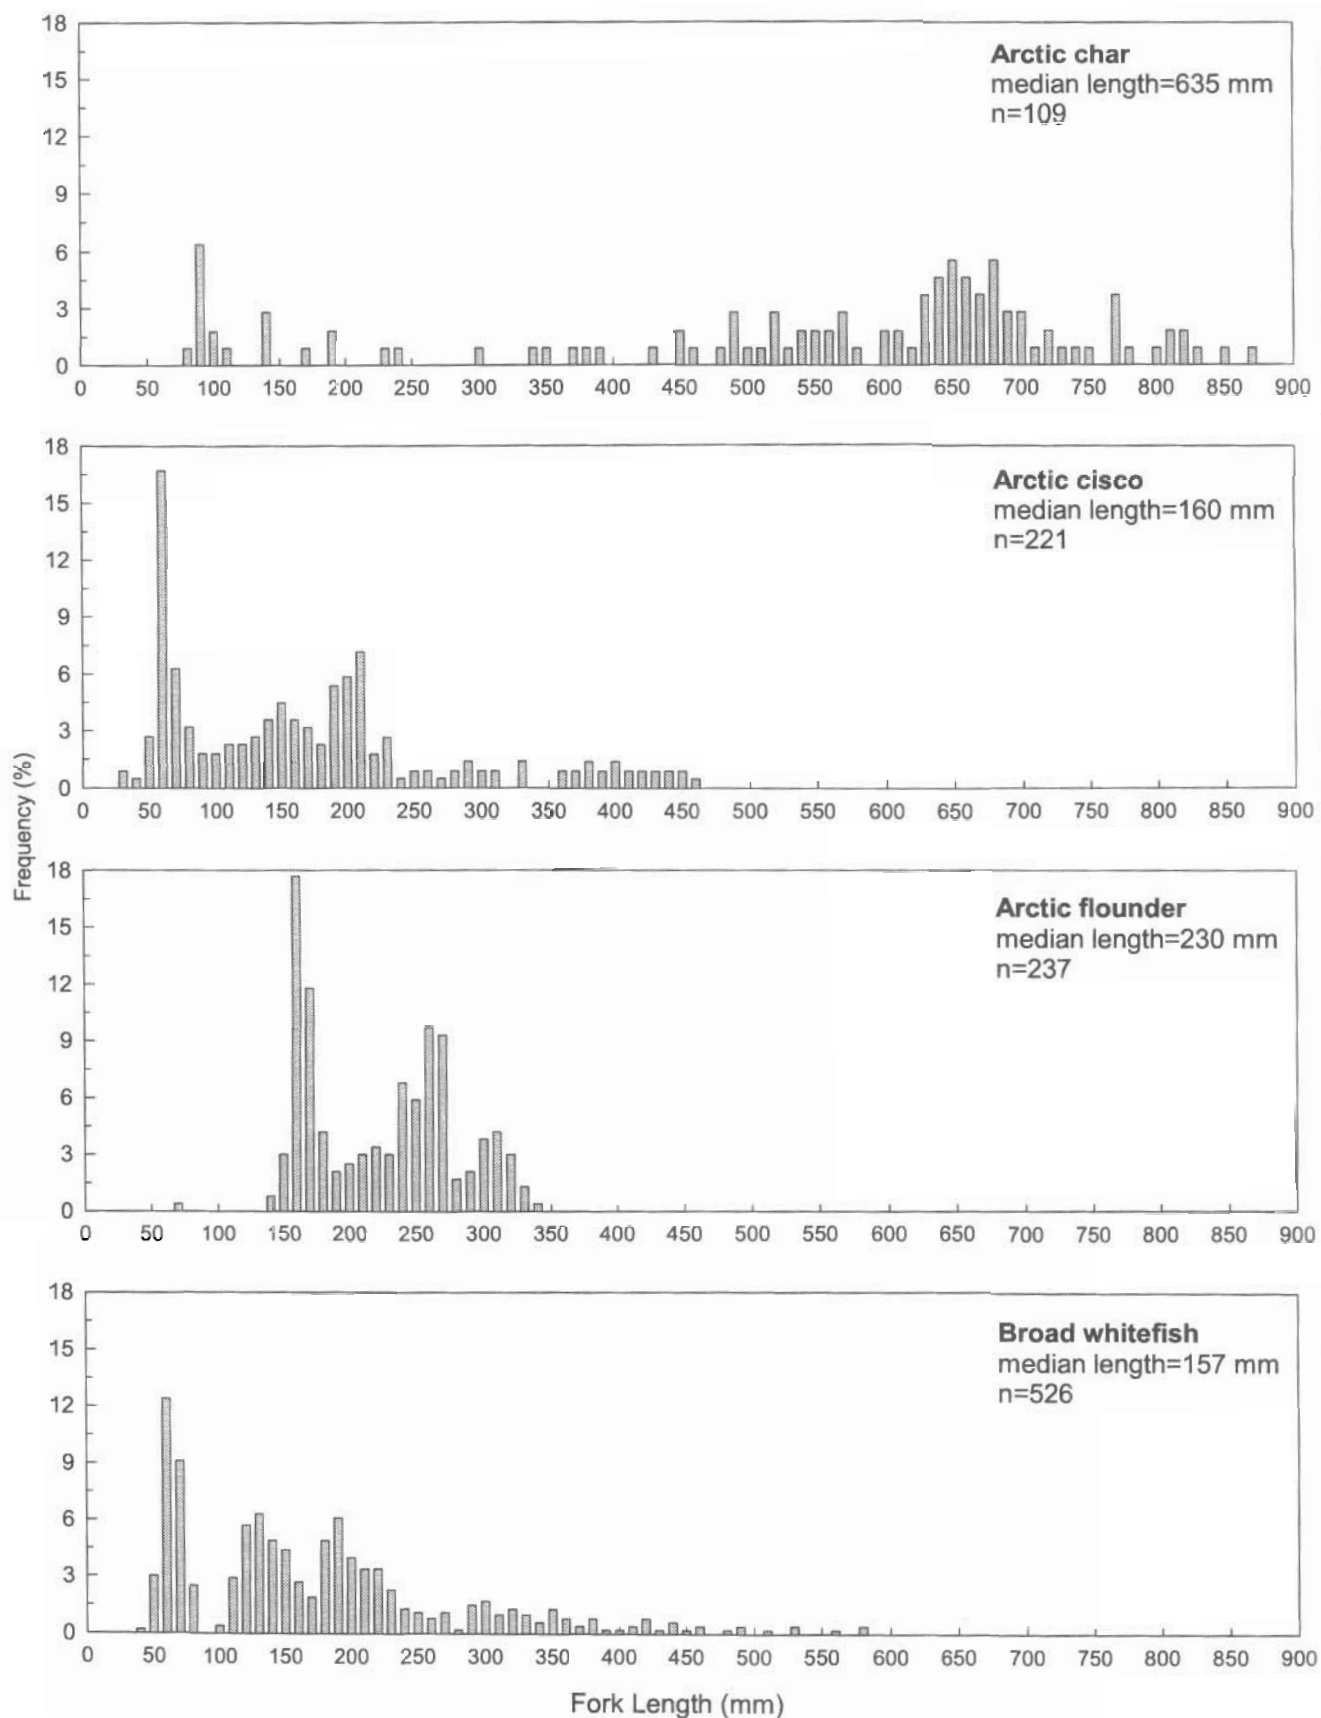 18
15
12
9
6
3
0
Arctic char
median length=635 mm
n=109
0 50 100 150 200 250 300 350 400 450 500 550 600 650 700 750 800 850 900
18
15
12
9
6
3
0
Arctic cisco
median length=160 mm
n=221
0 50 100 150 200 250 300 350 400 450 500 550 600 650 700 750 800 850 900
Frequency (%)
18
15
12
9
6
3
0
Arctic flounder
median length=230 mm
n=237
0 50 100 150 200 250 300 350 400 450 500 550 600 650 700 750 800 850 900
18
15
12
9
6
3
0
Broad whitefish
median length=157 mm
n=526
0 50 100 150 200 250 300 350 400 450 500 550 600 650 700 750 800 850 900
Fork Length (mm)